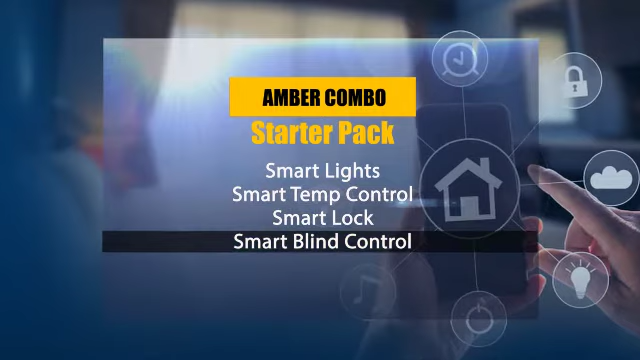 AMBER COMBO
Starter Pack
Smart Lights
Smart Temp Control
Smart Lock
Smart Blind Control